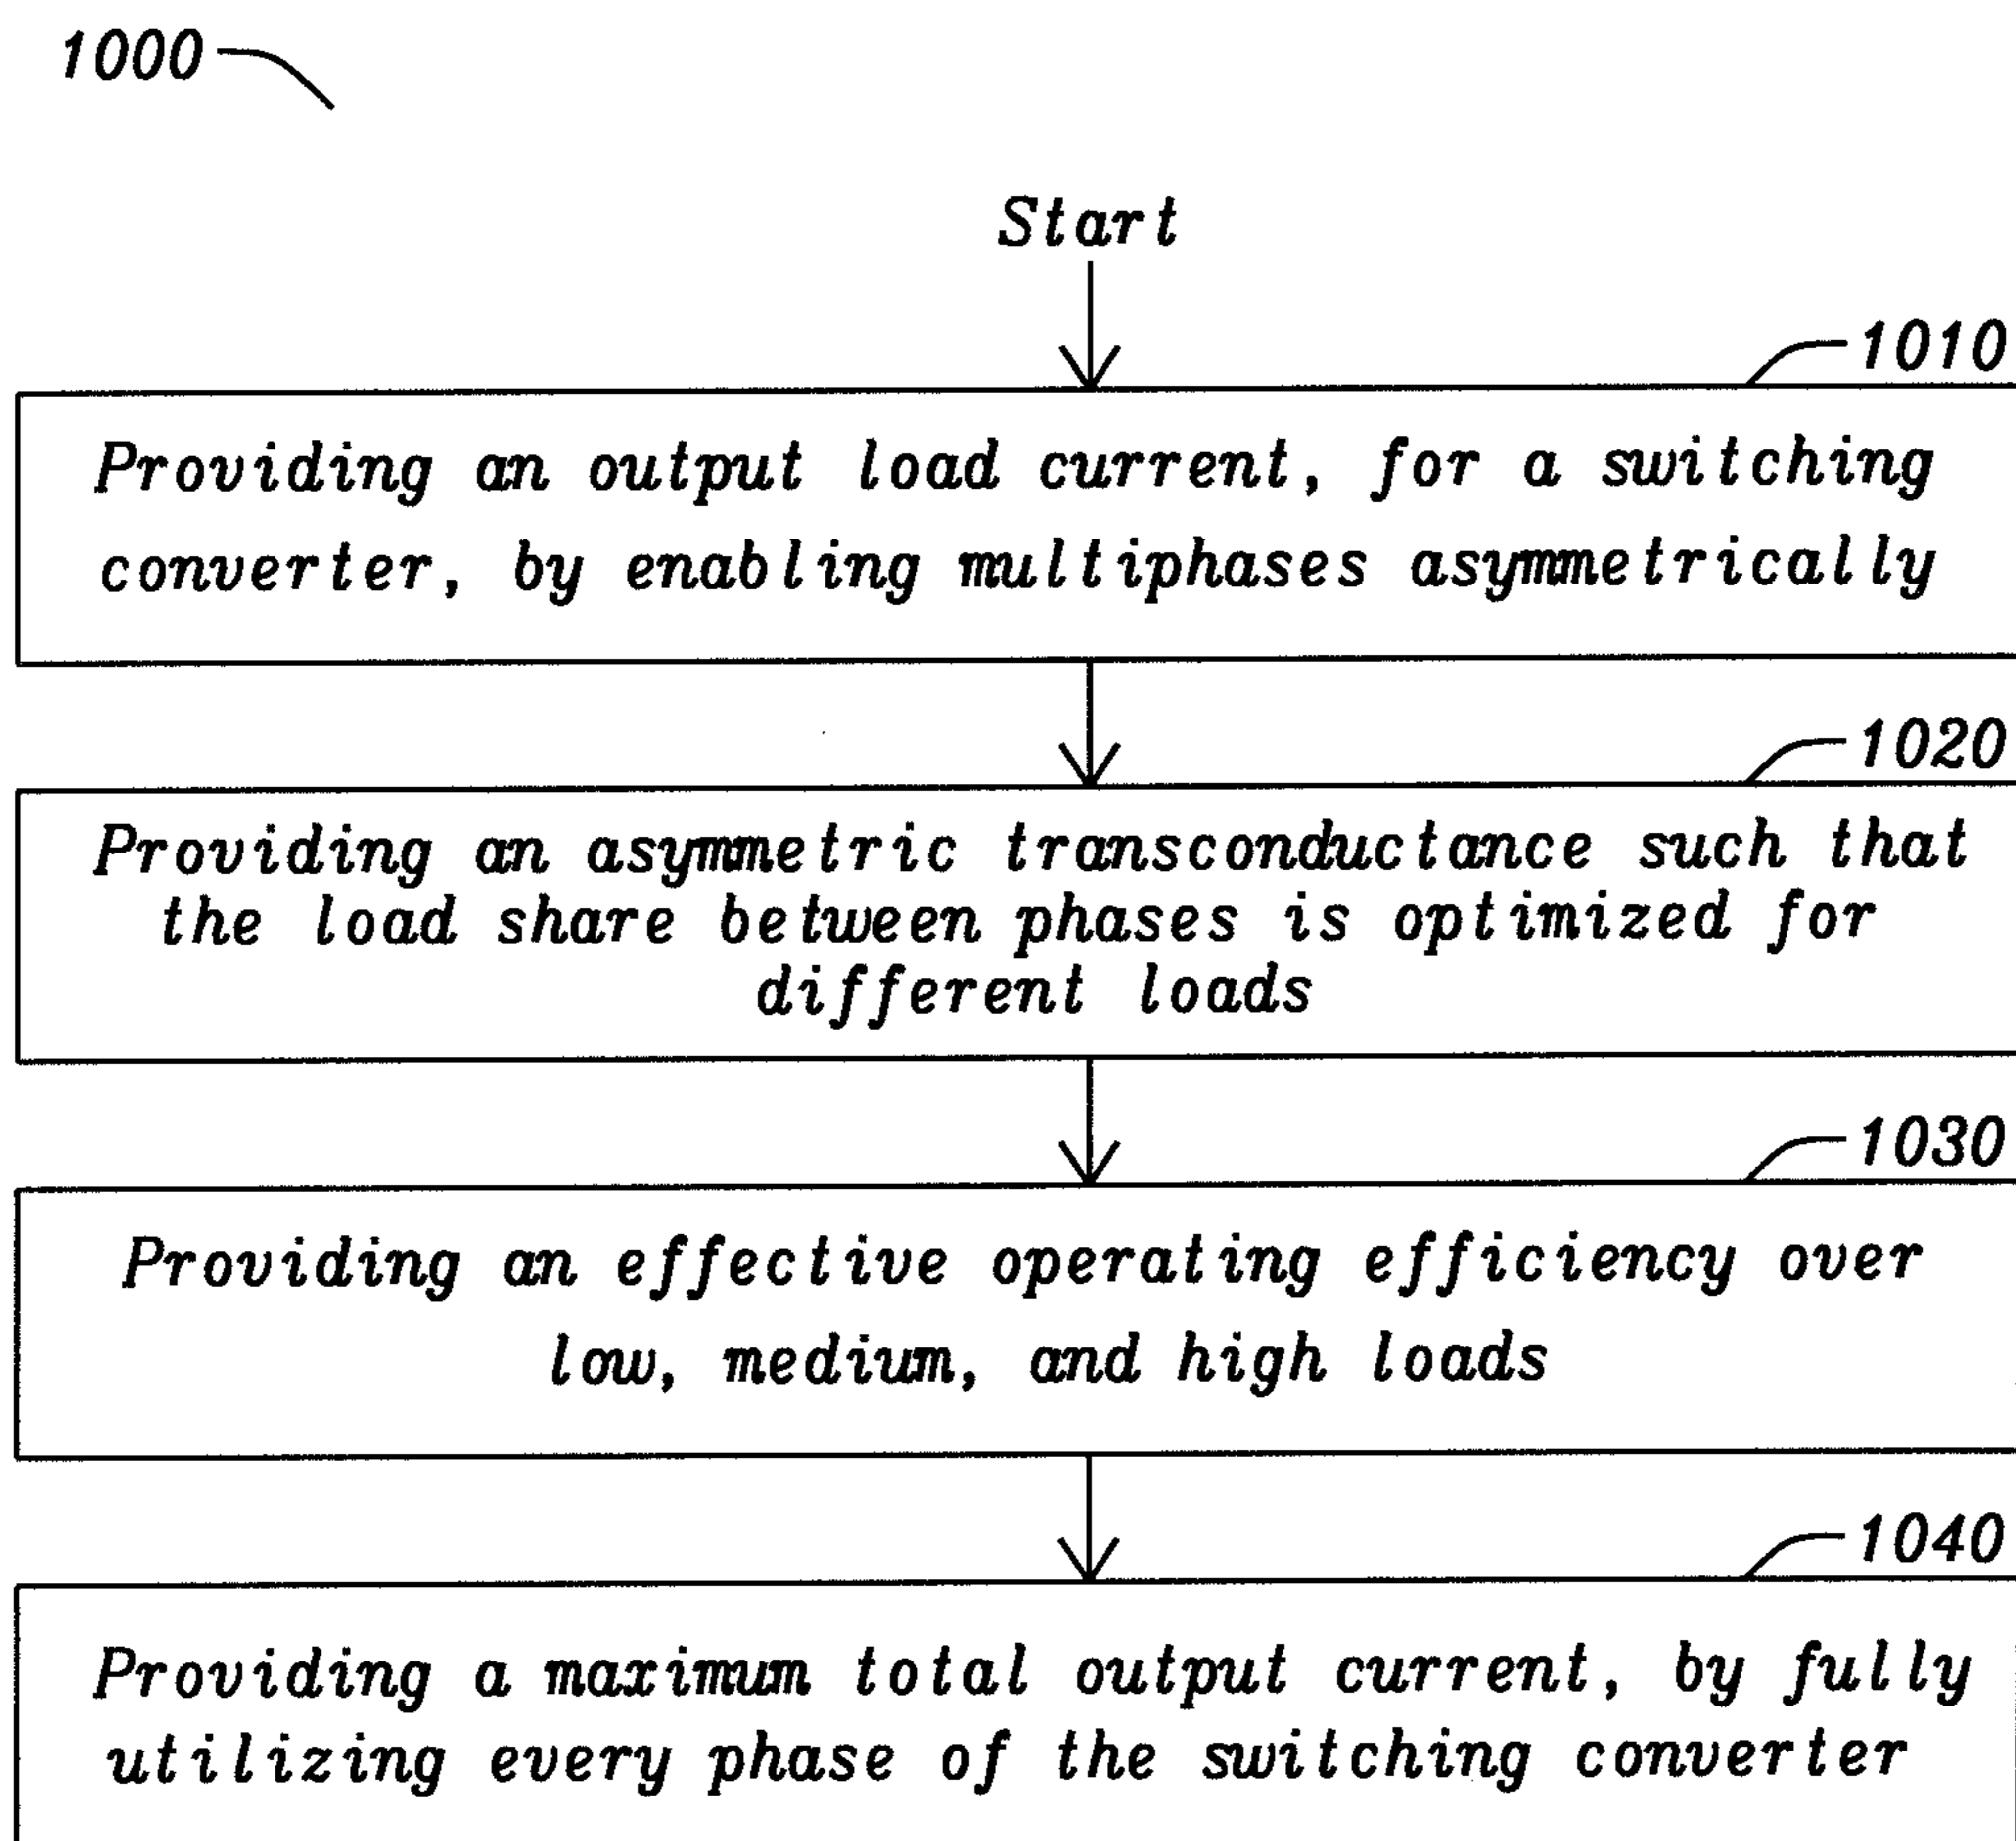 1000
Start
1010
Providing an output load current, for a switching
converter, by enabling multiphases asymmetrically
1020
Providing an asymmetric transconductance such that
the load share between phases is optimized for
different loads
1030
Providing an effective operating efficiency over
low, medium, and high loads
1040
Providing a maximum total output current, by fully
utilizing every phase of the switching converter